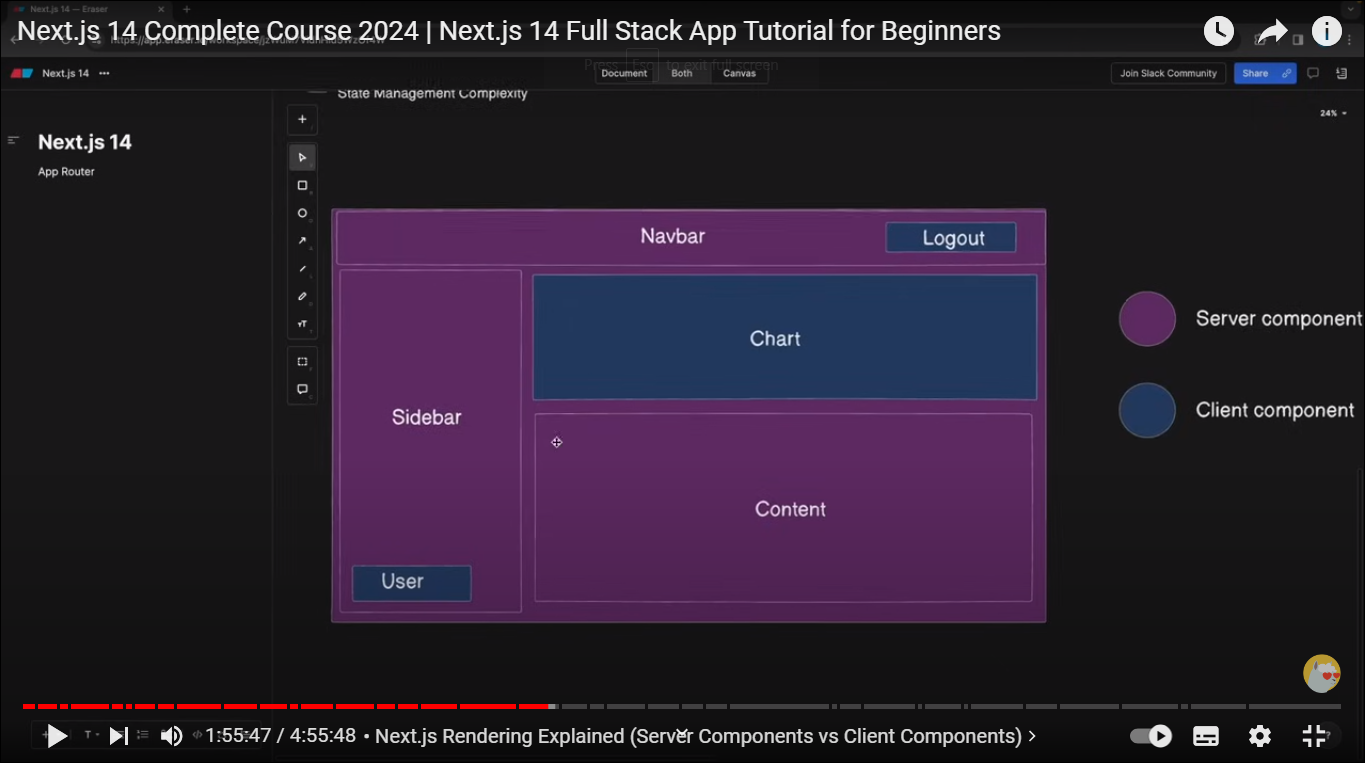 Next.js 14 — Eraser
Next.js 14 Complete Course 2024 | Next.js 14 Full Stack App Tutorial for Beginners
Press Esc to exit full screen
Next.js 14
Document
Both
Canvas
Join Slack Community
Share
State Management Complexity
24%
Next.js 14
App Router
Navbar
Logout
Chart
Server component
Client component
Sidebar
Content
User
1:55:47 / 4:55:48 • Next.js Rendering Explained (Server Components vs Client Components)